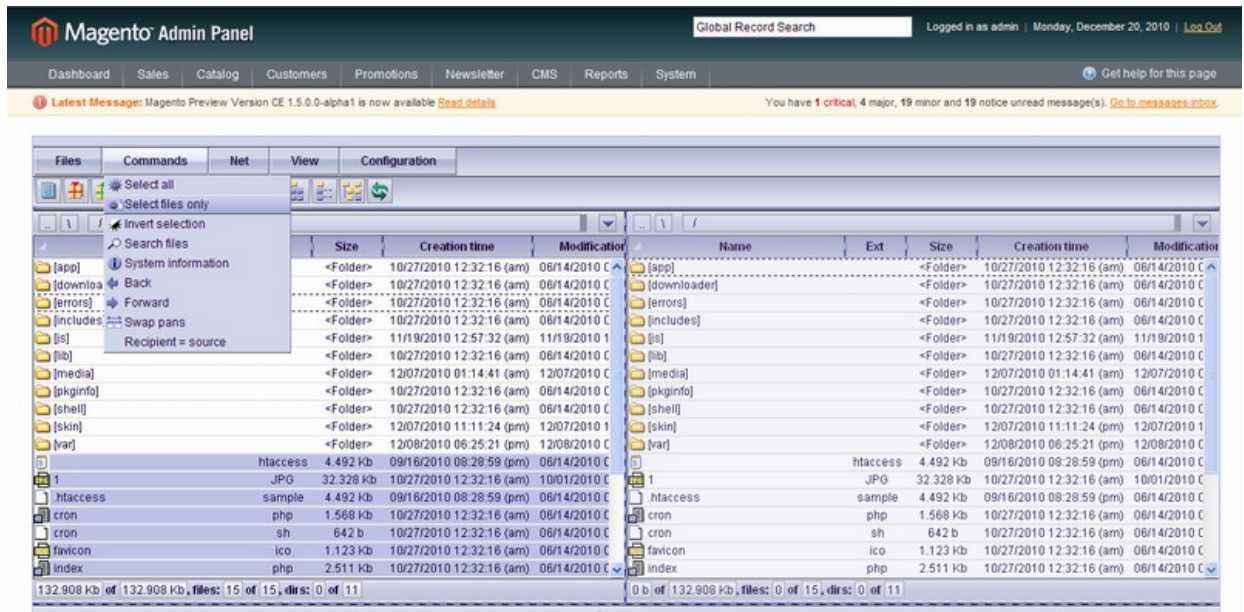 Magento Admin Panel
Global Record Search
Logged in as admin | Monday, December 20, 2010 | Log Out
Dashboard Sales Catalog Customers Promotions Newsletter CMS Reports System Get help for this page
Latest Message: Magento Preview Version CE 1.5.0.0-alpha1 is now available Read details You have 1 critical, 4 major, 19 minor and 19 notice unread message(s). Go to messages inbox.
Files Commands Net View Configuration
Select all
Select files only
Invert selection
Search files
System information
Back
Forward
Swap pans
Recipient = source
.. \ / .. \ /
Size Creation time Modification Name Ext Size Creation time Modification
[app] <Folder> 10/27/2010 12:32:16 (am) 06/14/2010 [app] <Folder> 10/27/2010 12:32:16 (am) 06/14/2010
[downloa <Folder> 10/27/2010 12:32:16 (am) 06/14/2010 [downloader] <Folder> 10/27/2010 12:32:16 (am) 06/14/2010
[errors] <Folder> 10/27/2010 12:32:16 (am) 06/14/2010 [errors] <Folder> 10/27/2010 12:32:16 (am) 06/14/2010
[includes] <Folder> 10/27/2010 12:32:16 (am) 06/14/2010 [includes] <Folder> 10/27/2010 12:32:16 (am) 06/14/2010
[js] <Folder> 11/19/2010 12:57:32 (am) 11/19/2010 1 [js] <Folder> 11/19/2010 12:57:32 (am) 11/19/2010 1
[lib] <Folder> 10/27/2010 12:32:16 (am) 06/14/2010 [lib] <Folder> 10/27/2010 12:32:16 (am) 06/14/2010
[media] <Folder> 12/07/2010 01:14:41 (am) 12/07/2010 [media] <Folder> 12/07/2010 01:14:41 (am) 12/07/2010
[pkginfo] <Folder> 10/27/2010 12:32:16 (am) 06/14/2010 [pkginfo] <Folder> 10/27/2010 12:32:16 (am) 06/14/2010
[shell] <Folder> 10/27/2010 12:32:16 (am) 06/14/2010 [shell] <Folder> 10/27/2010 12:32:16 (am) 06/14/2010
[skin] <Folder> 12/07/2010 11:11:24 (pm) 12/07/2010 1 [skin] <Folder> 12/07/2010 11:11:24 (pm) 12/07/2010 1
[var] <Folder> 12/08/2010 06:25:21 (pm) 12/08/2010 [var] <Folder> 12/08/2010 06:25:21 (pm) 12/08/2010
htaccess 4.492 Kb 09/16/2010 08:28:59 (pm) 06/14/2010 htaccess 4.492 Kb 09/16/2010 08:28:59 (pm) 06/14/2010
1 JPG 32.328 Kb 10/27/2010 12:32:16 (am) 10/01/2010 1 JPG 32.328 Kb 10/27/2010 12:32:16 (am) 10/01/2010
.htaccess sample 4.492 Kb 09/16/2010 08:28:59 (pm) 06/14/2010 .htaccess sample 4.492 Kb 09/16/2010 08:28:59 (pm) 06/14/2010
cron php 1.568 Kb 10/27/2010 12:32:16 (am) 06/14/2010 cron php 1.568 Kb 10/27/2010 12:32:16 (am) 06/14/2010
cron sh 642 b 10/27/2010 12:32:16 (am) 06/14/2010 cron sh 642 b 10/27/2010 12:32:16 (am) 06/14/2010
favicon ico 1.123 Kb 10/27/2010 12:32:16 (am) 06/14/2010 favicon ico 1.123 Kb 10/27/2010 12:32:16 (am) 06/14/2010
index php 2.511 Kb 10/27/2010 12:32:16 (am) 06/14/2010 index php 2.511 Kb 10/27/2010 12:32:16 (am) 06/14/2010
132.908 Kb of 132.908 Kb, files: 15 of 15, dirs: 0 of 11 0 b of 132.908 Kb, files: 0 of 15, dirs: 0 of 11